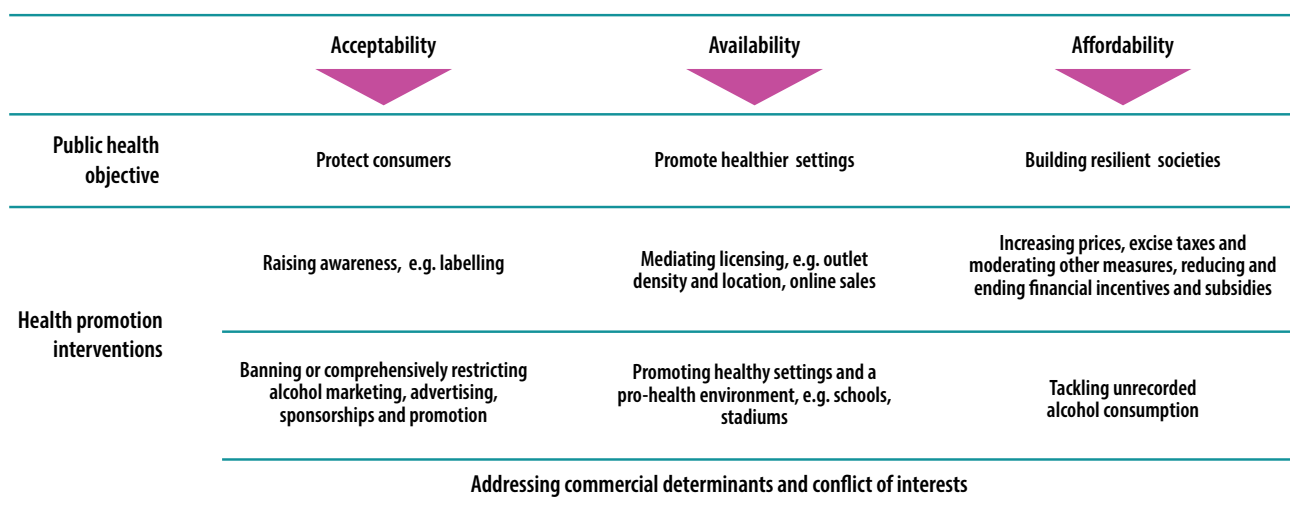 Acceptability
Availability
Affordability
Public health
objective
Protect consumers
Promote healthier settings
Building resilient societies
Health promotion
interventions
Raising awareness, e.g. labelling
Mediating licensing, e.g. outlet
density and location, online sales
Increasing prices, excise taxes and
moderating other measures, reducing and
ending financial incentives and subsidies
Banning or comprehensively restricting
alcohol marketing, advertising,
sponsorships and promotion
Promoting healthy settings and a
pro-health environment, e.g. schools,
stadiums
Tackling unrecorded
alcohol consumption
Addressing commercial determinants and conflict of interests